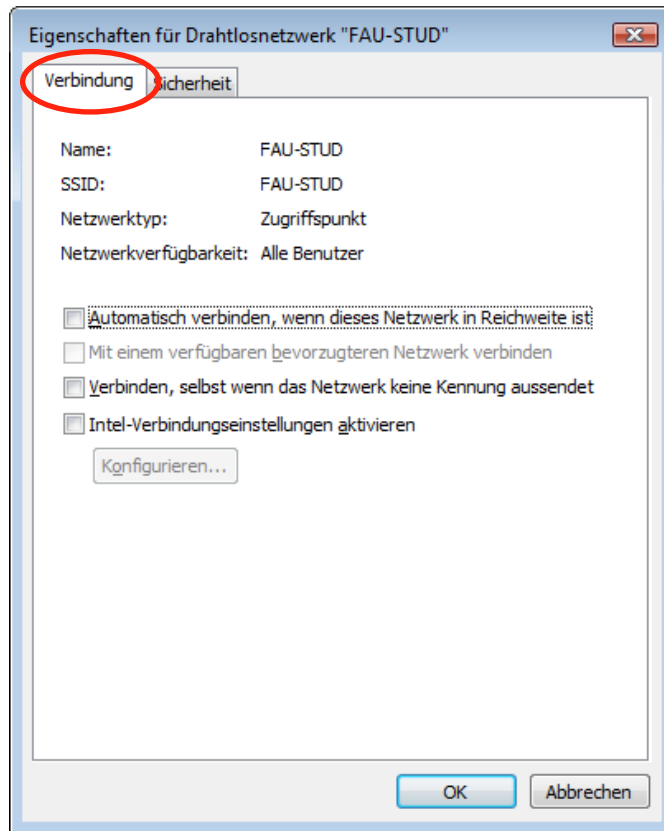 Eigenschaften für Drahtlosnetzwerk "FAU-STUD"
Verbindung Sicherheit
Name: FAU-STUD
SSID: FAU-STUD
Netzwerktyp: Zugriffspunkt
Netzwerkverfügbarkeit: Alle Benutzer
Automatisch verbinden, wenn dieses Netzwerk in Reichweite ist
Mit einem verfügbaren bevorzugteren Netzwerk verbinden
Verbinden, selbst wenn das Netzwerk keine Kennung aussendet
Intel-Verbindungseinstellungen aktivieren
Konfigurieren...
OK Abbrechen